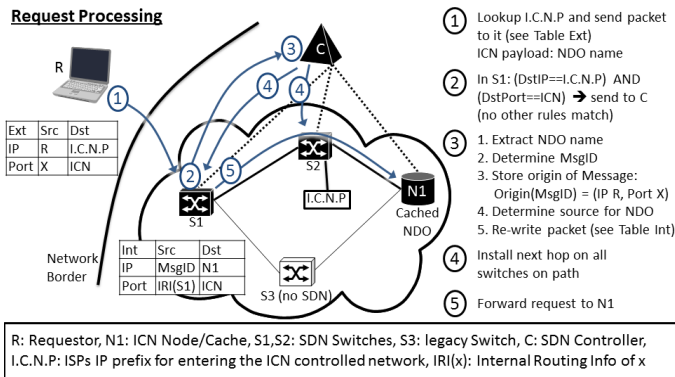 Request Processing
R
1
Ext Src Dst
IP R I.C.N.P
Port X ICN
Network
Border
3
C
4
4
2
5
S1
S2
I.C.N.P
N1
Cached
NDO
Int Src Dst
IP MsgID N1
Port IRI(S1) ICN
S3 (no SDN)
1 Lookup I.C.N.P and send packet
to it (see Table Ext)
ICN payload: NDO name
2 In S1: (DstIP==I.C.N.P) AND
(DstPort==ICN) ➔ send to C
(no other rules match)
3 1. Extract NDO name
2. Determine MsgID
3. Store origin of Message:
Origin(MsgID) = (IP R, Port X)
4. Determine source for NDO
5. Re-write packet (see Table Int)
4 Install next hop on all
switches on path
5 Forward request to N1
R: Requestor, N1: ICN Node/Cache, S1,S2: SDN Switches, S3: legacy Switch, C: SDN Controller,
I.C.N.P: ISPs IP prefix for entering the ICN controlled network, IRI(x): Internal Routing Info of x